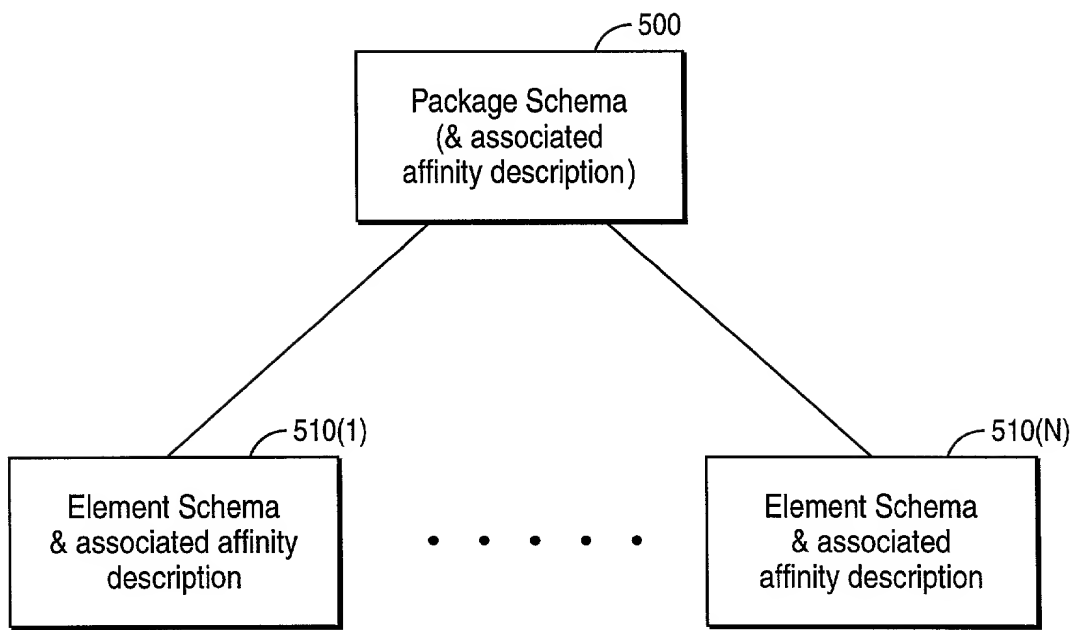 500
Package Schema
(& associated
affinity description)
510(1)
Element Schema
& associated affinity
description
510(N)
Element Schema
& associated
affinity description